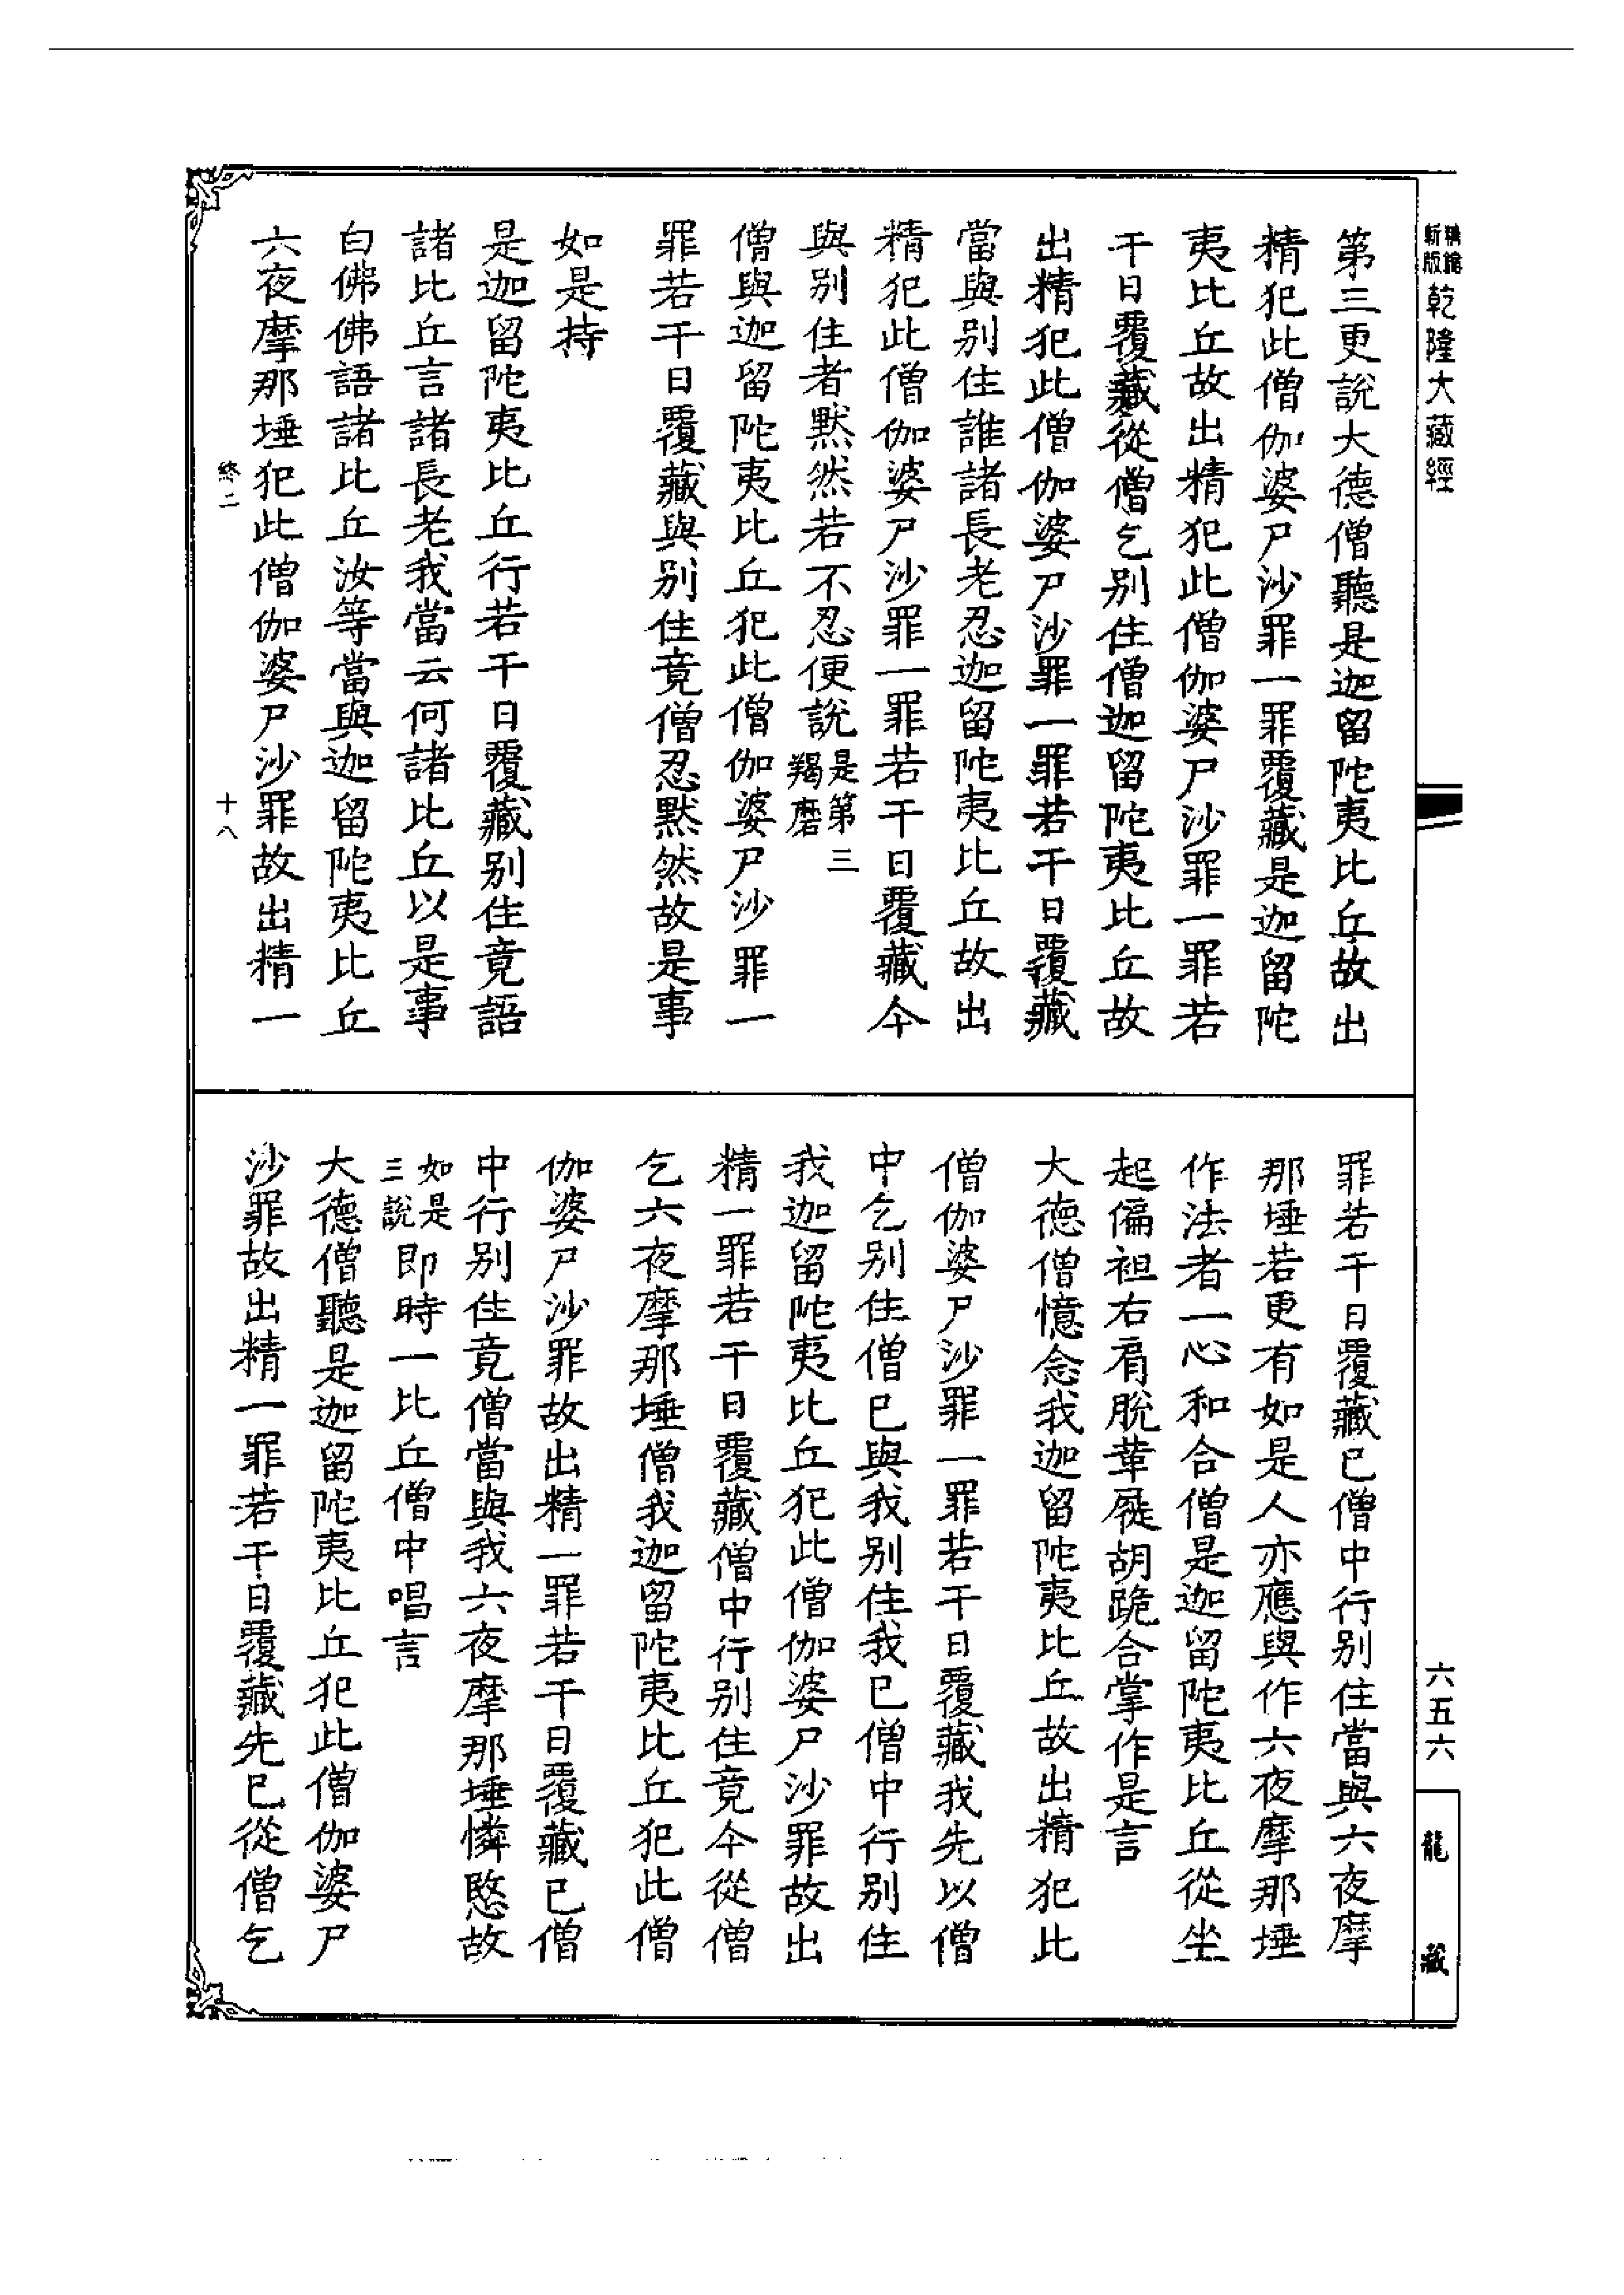 精繪
新版
乾隆大藏經
第三更說大德僧聽是迦留陀夷比丘故出
精犯此僧伽婆尸沙罪一罪覆藏是迦留陀
夷比丘故出精犯此僧伽婆尸沙罪一罪若
干日覆藏從僧乞別住僧迦留陀夷比丘故
出精犯此僧伽婆尸沙罪一罪若干日覆藏
當與別住誰諸長老忍迦留陀夷比丘故出
精犯此僧伽婆尸沙罪一罪若干日覆藏今
與別住者默然若不忍便說是第三羯磨
僧與迦留陀夷比丘犯此僧伽婆尸沙罪一
罪若干日覆藏與別住竟僧忍默然故是事
如是持
是迦留陀夷比丘行若干日覆藏別住竟語
諸比丘言諸長老我當云何諸比丘以是事
白佛佛語諸比丘汝等當與迦留陀夷比丘
六夜摩那埵犯此僧伽婆尸沙罪故出精一
終二
十八
罪若干日覆藏已僧中行別住當與六夜摩
那埵若更有如是人亦應與作六夜摩那埵
作法者一心和合僧是迦留陀夷比丘從坐
起偏袒右肩脫革屣胡跪合掌作是言
大德僧憶念我迦留陀夷比丘故出精犯此
僧伽婆尸沙罪一罪若干日覆藏我先以僧
中乞別住僧已與我別住我已僧中行別住
我迦留陀夷比丘犯此僧伽婆尸沙罪故出
精一罪若干日覆藏僧中行別住竟今從僧
乞六夜摩那埵僧我迦留陀夷比丘犯此僧
伽婆尸沙罪故出精一罪若干日覆藏已僧
中行別住竟僧當與我六夜摩那埵憐愍故
如是三說即時一比丘僧中唱言
大德僧聽是迦留陀夷比丘犯此僧伽婆尸
沙罪故出精一罪若干日覆藏先已從僧乞
六五六
龍藏